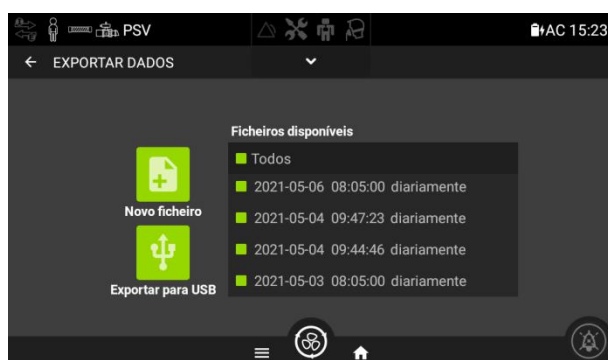 PSV
AC 15:23
EXPORTAR DADOS
Ficheiros disponíveis
Todos
2021-05-06 08:05:00 diariamente
2021-05-04 09:47:23 diariamente
2021-05-04 09:44:46 diariamente
2021-05-03 08:05:00 diariamente
Novo ficheiro
Exportar para USB